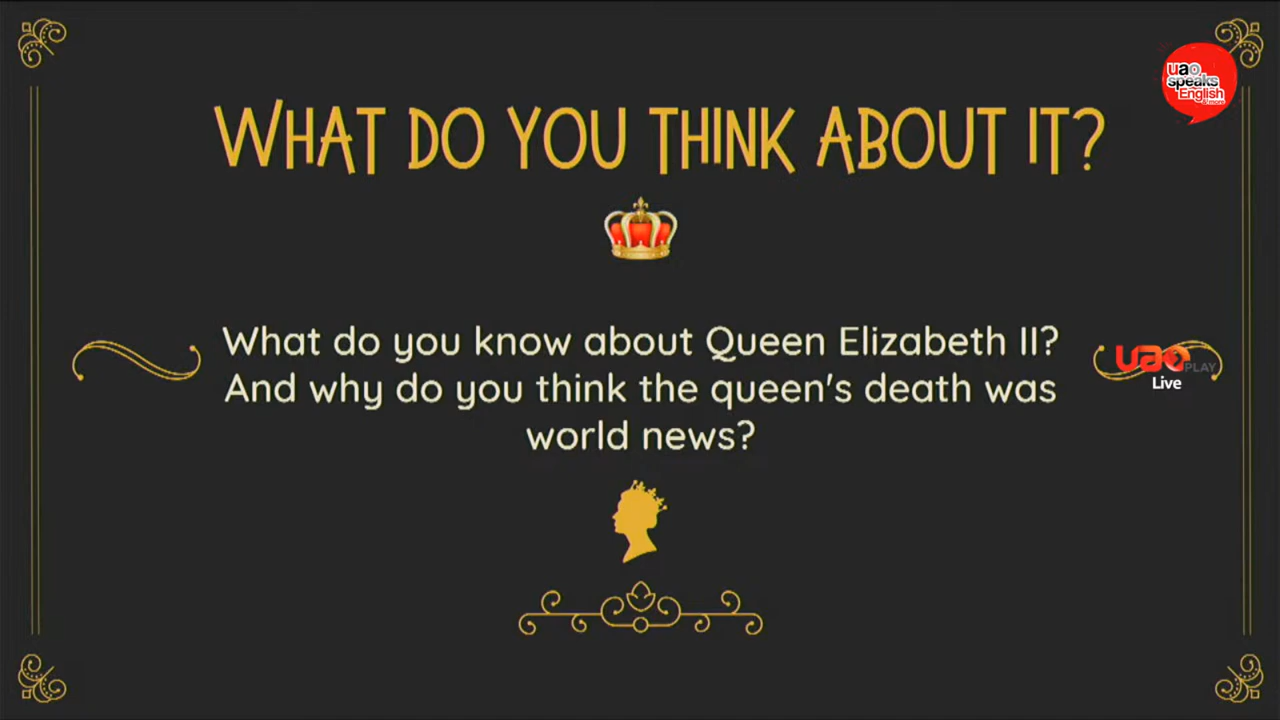 WHAT DO YOU THINK ABOUT IT?
uao
speaks
English
&more
What do you know about Queen Elizabeth II?
And why do you think the queen's death was
world news?
uao PLAY
Live